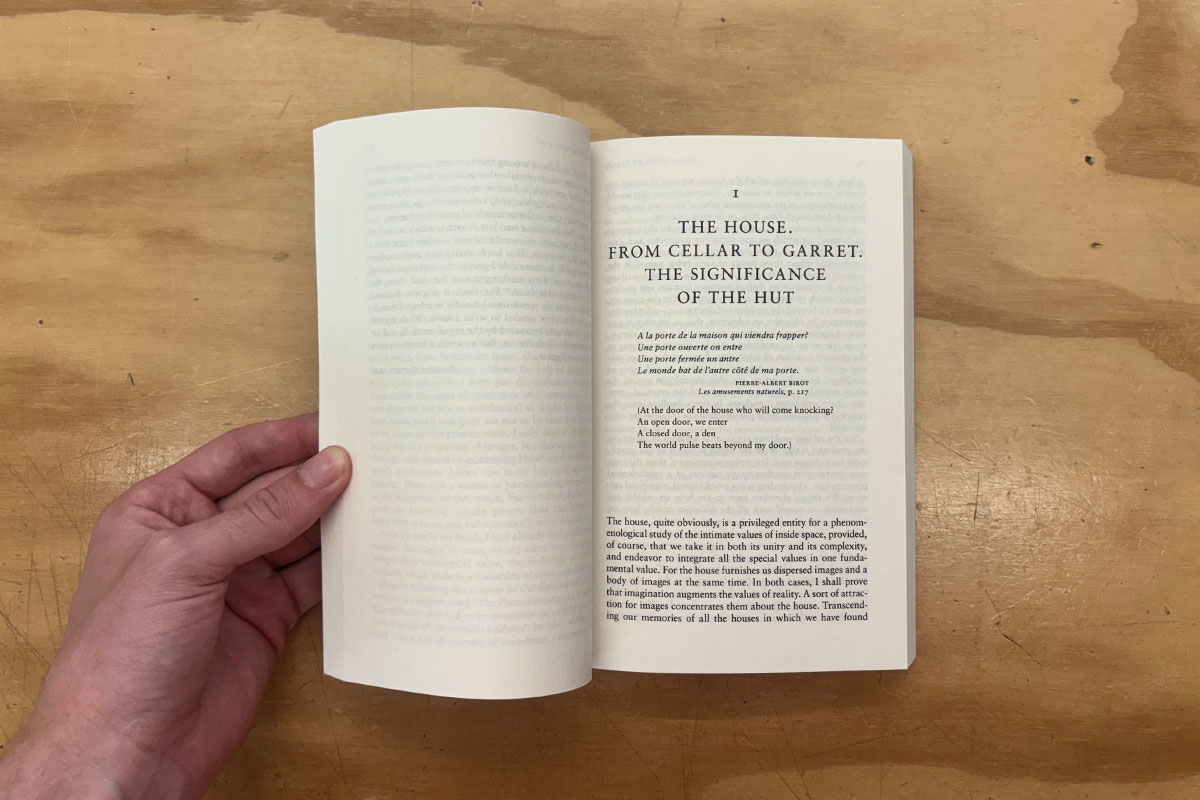 I
THE HOUSE.
FROM CELLAR TO GARRET.
THE SIGNIFICANCE
OF THE HUT
A la porte de la maison qui viendra frapper?
Une porte ouverte on entre
Une porte fermée un antre
Le monde bat de l'autre côté de ma porte.
PIERRE-ALBERT BIROT
Les amusements naturels, p. 217
(At the door of the house who will come knocking?
An open door, we enter
A closed door, a den
The world pulse beats beyond my door.)
The house, quite obviously, is a privileged entity for a phenom-
enological study of the intimate values of inside space, provided,
of course, that we take it in both its unity and its complexity,
and endeavor to integrate all the special values in one funda-
mental value. For the house furnishes us dispersed images and a
body of images at the same time. In both cases, I shall prove
that imagination augments the values of reality. A sort of attrac-
tion for images concentrates them about the house. Transcend-
ing our memories of all the houses in which we have found